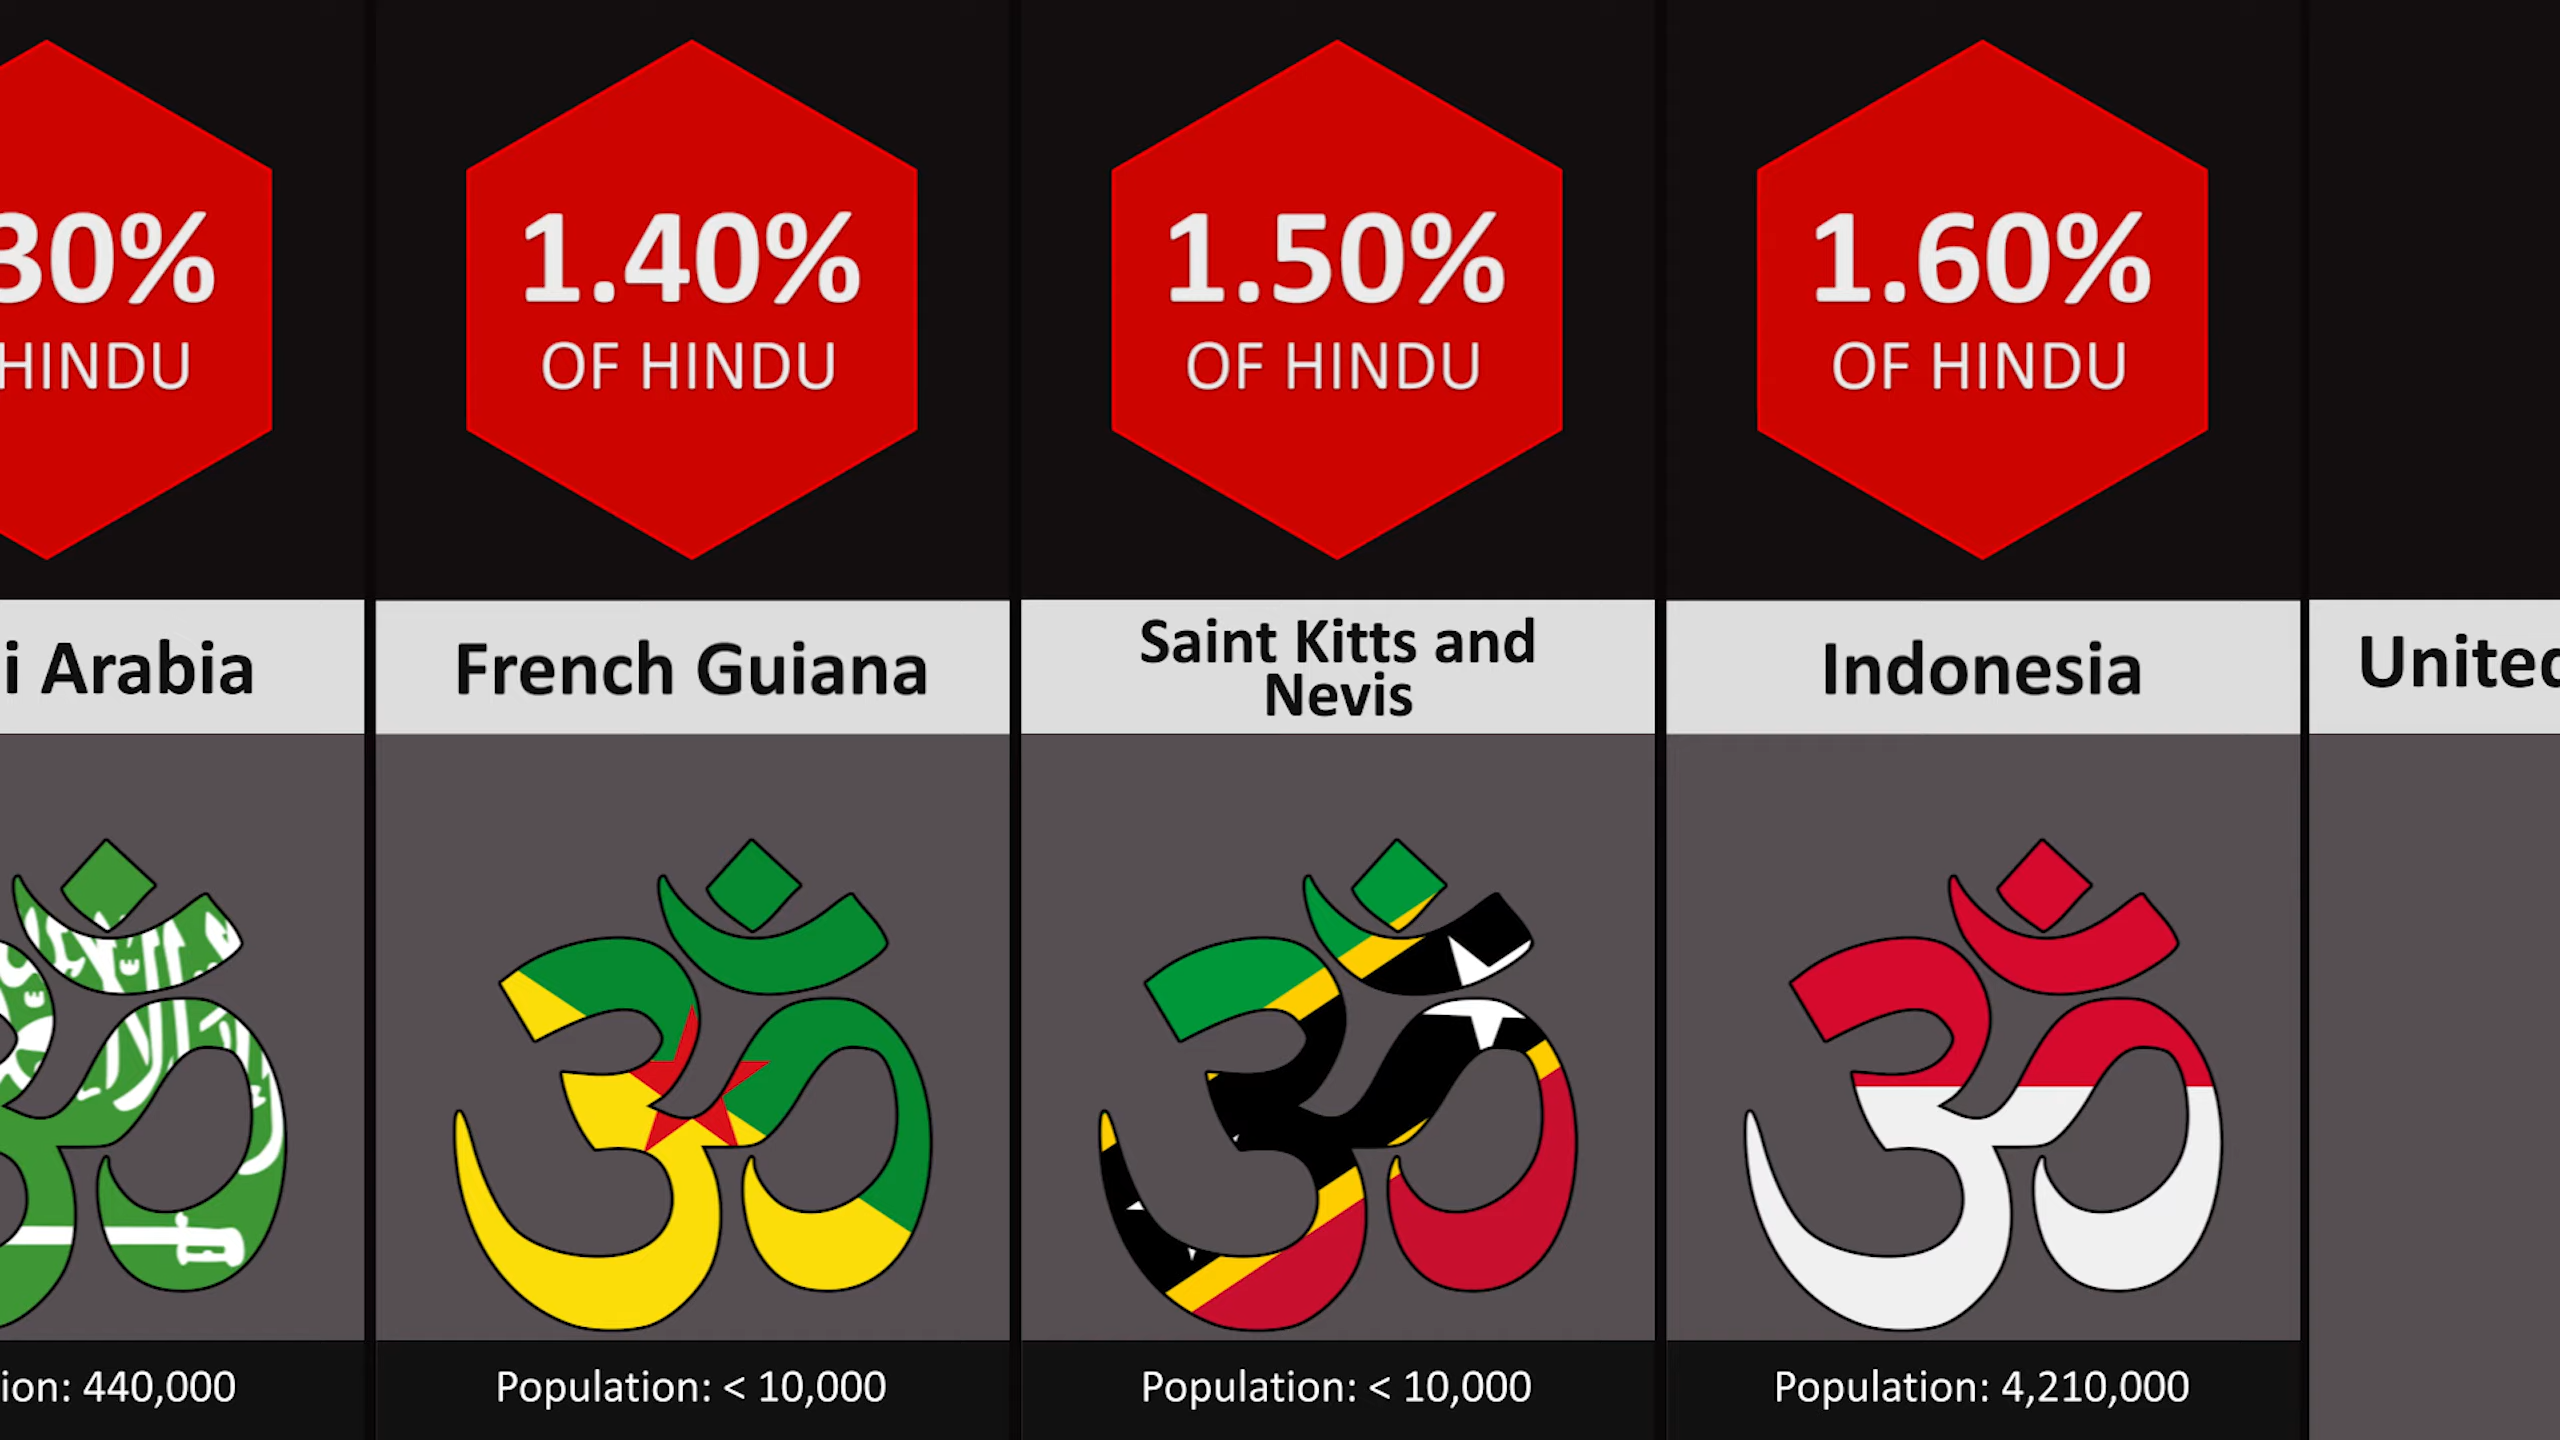 30%
HINDU
1.40%
OF HINDU
1.50%
OF HINDU
1.60%
OF HINDU
i Arabia
French Guiana
Saint Kitts and
Nevis
Indonesia
United
ion: 440,000
Population: < 10,000
Population: < 10,000
Population: 4,210,000